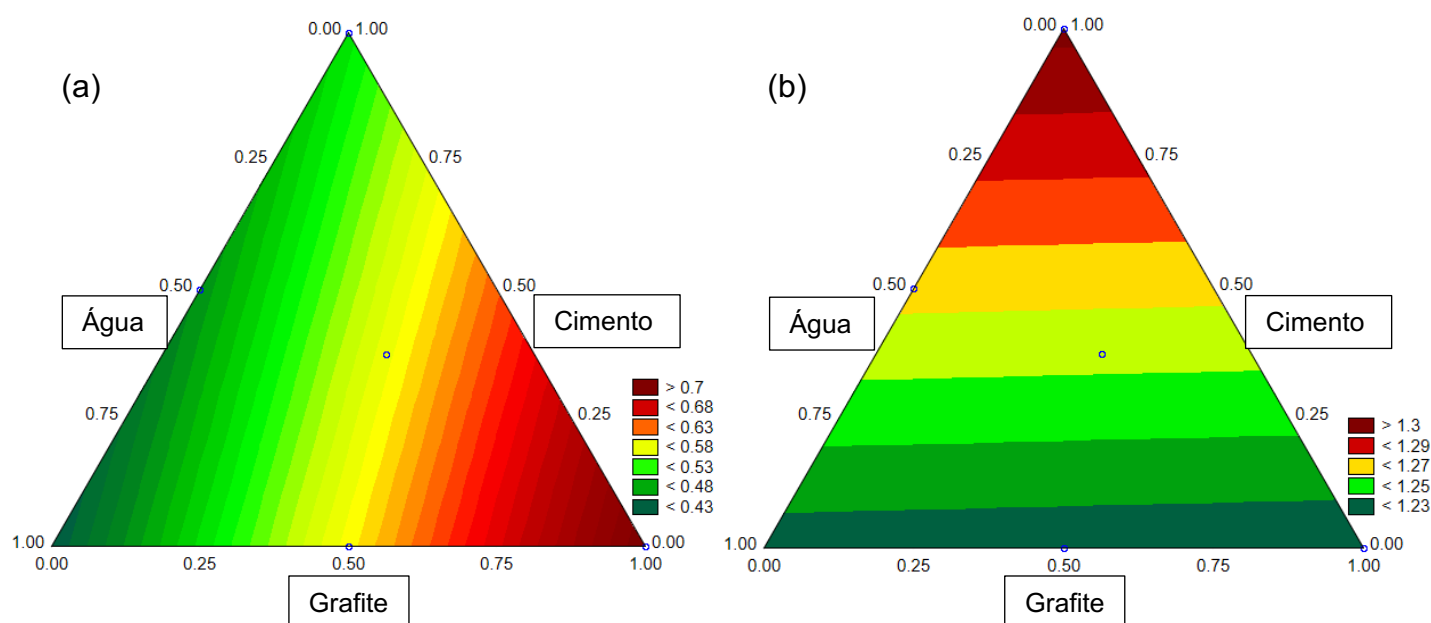 (a)
0.00 1.00
0.25 0.75
0.50 0.50
Água
Cimento
0.75 0.25
1.00 0.00
0.00 0.25 0.50 0.75 1.00
Grafite
> 0.7
< 0.68
< 0.63
< 0.58
< 0.53
< 0.48
< 0.43
(b)
0.00 1.00
0.25 0.75
0.50 0.50
Água
Cimento
0.75 0.25
1.00 0.00
0.00 0.25 0.50 0.75 1.00
Grafite
> 1.3
< 1.29
< 1.27
< 1.25
< 1.23